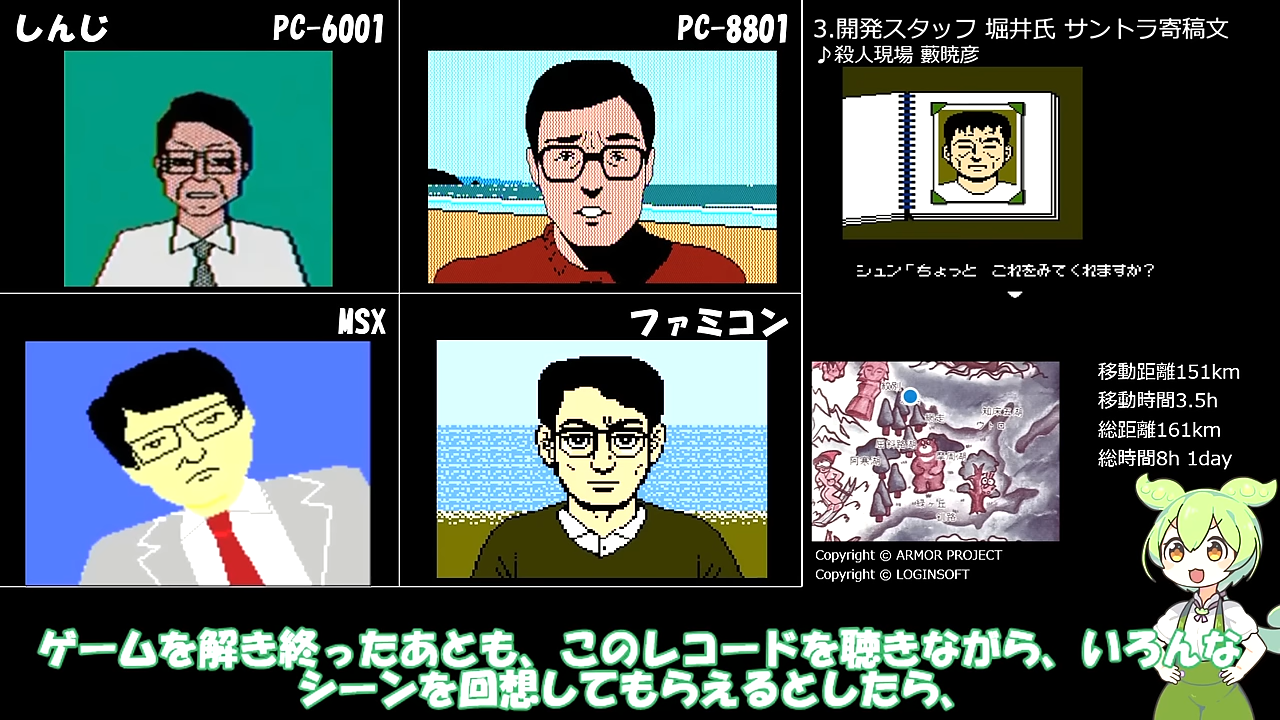 しんじ
PC-6001
PC-8801
MSX
ファミコン
3.開発スタッフ 堀井氏 サントラ寄稿文
♪殺人現場 藪暁彦
シュン「ちょっと これをみてくれますか?
移動距離151km
移動時間3.5h
総距離161km
総時間8h 1day
Copyright © ARMOR PROJECT
Copyright © LOGINSOFT
ゲームを解き終ったあとも、このレコードを聴きながら、いろんな
シーンを回想してもらえるとしたら、